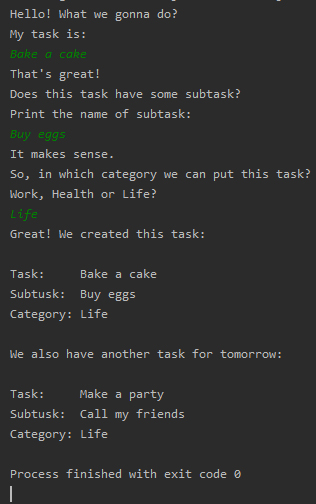 Hello! What we gonna do?
My task is:
Bake a cake
That's great!
Does this task have some subtask?
Print the name of subtask:
Buy eggs
It makes sense.
So, in which category we can put this task?
Work, Health or Life?
Life
Great! We created this task:
Task:     Bake a cake
Subtusk:  Buy eggs
Category: Life
We also have another task for tomorrow:
Task:     Make a party
Subtusk:  Call my friends
Category: Life
Process finished with exit code 0